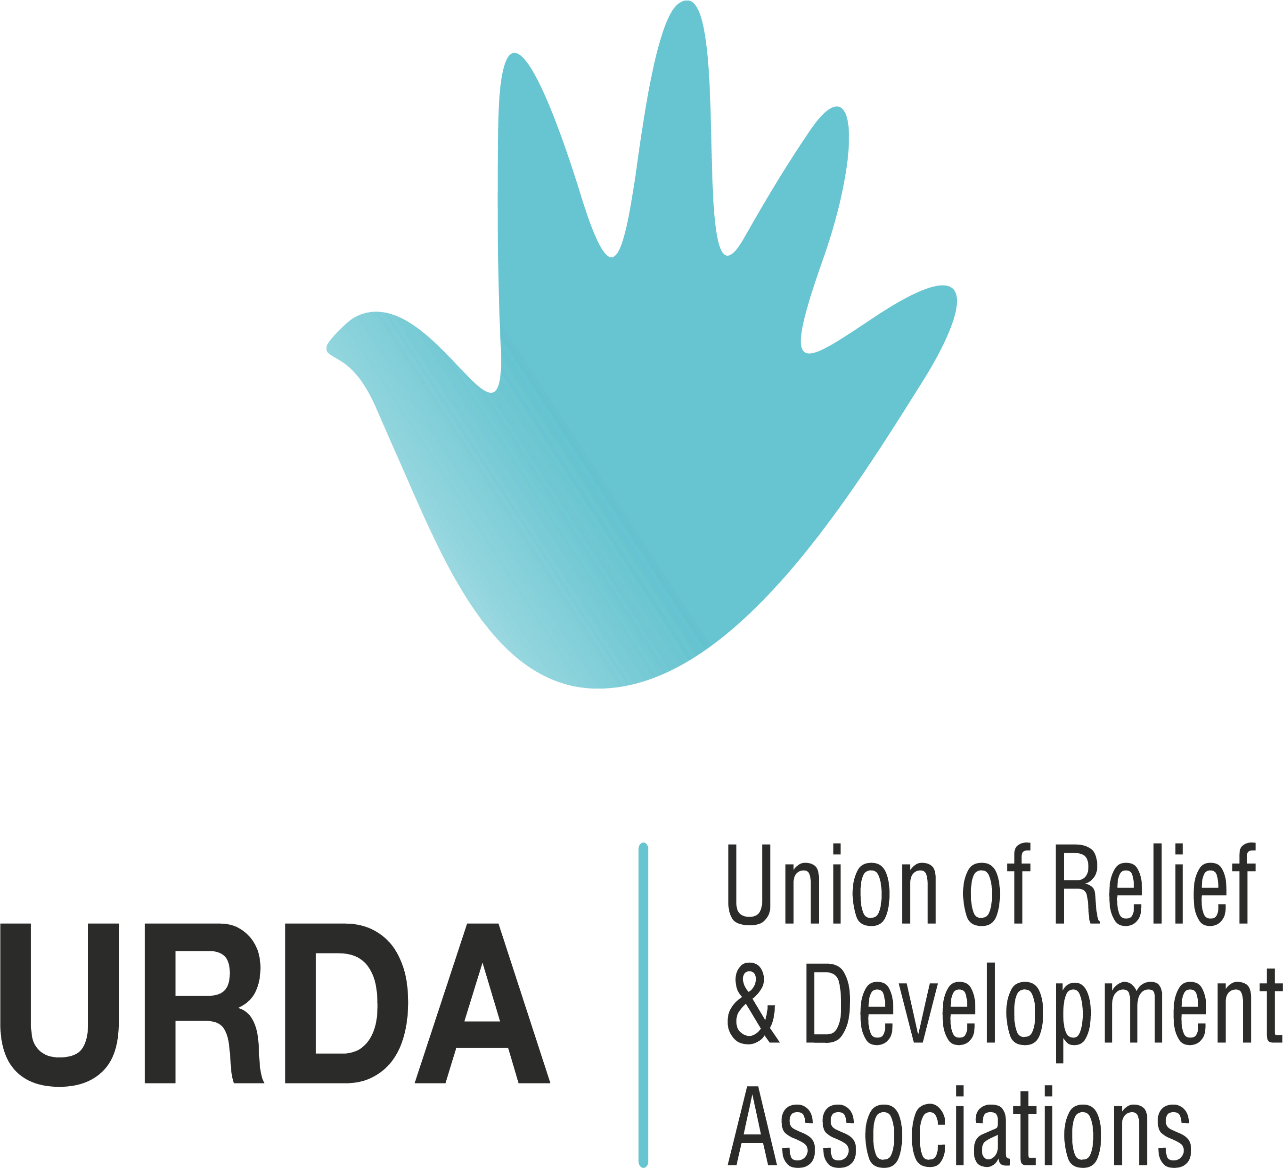 URDA
Union of Relief
& Development
Associations